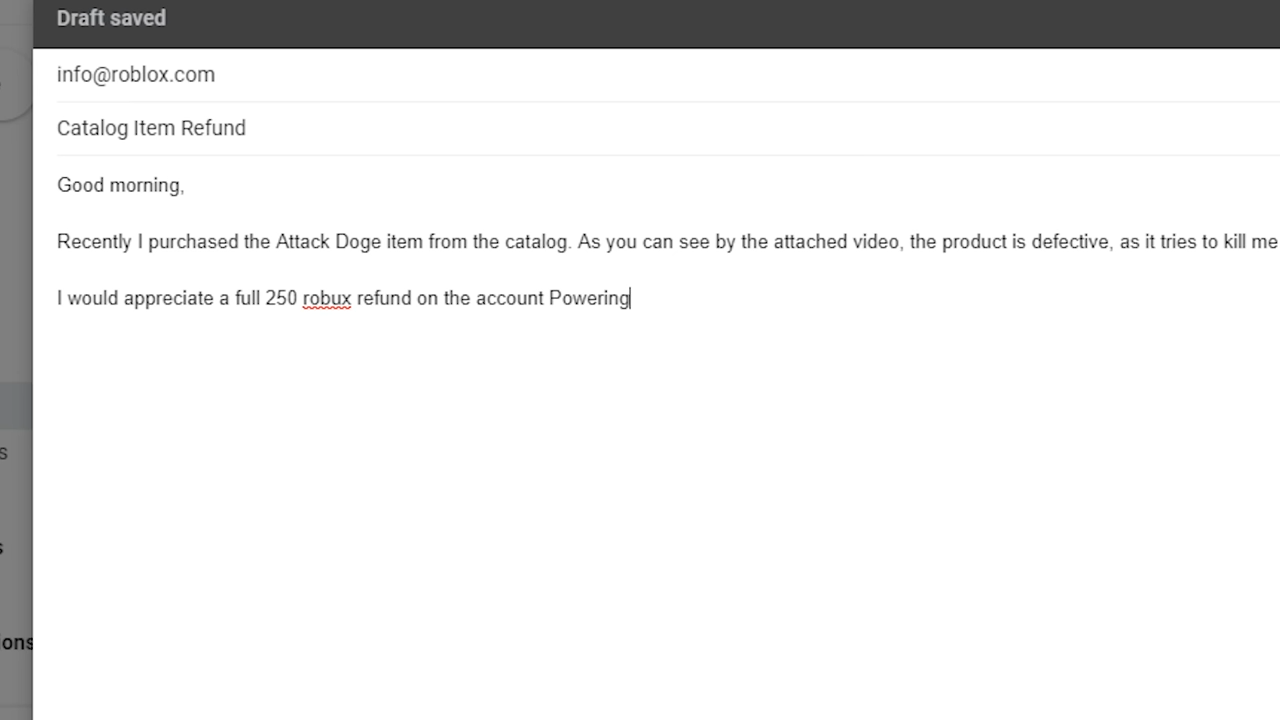 Draft saved
info@roblox.com
Catalog Item Refund
Good morning,
Recently I purchased the Attack Doge item from the catalog. As you can see by the attached video, the product is defective, as it tries to kill me
I would appreciate a full 250 robux refund on the account Powering
s
s
ions